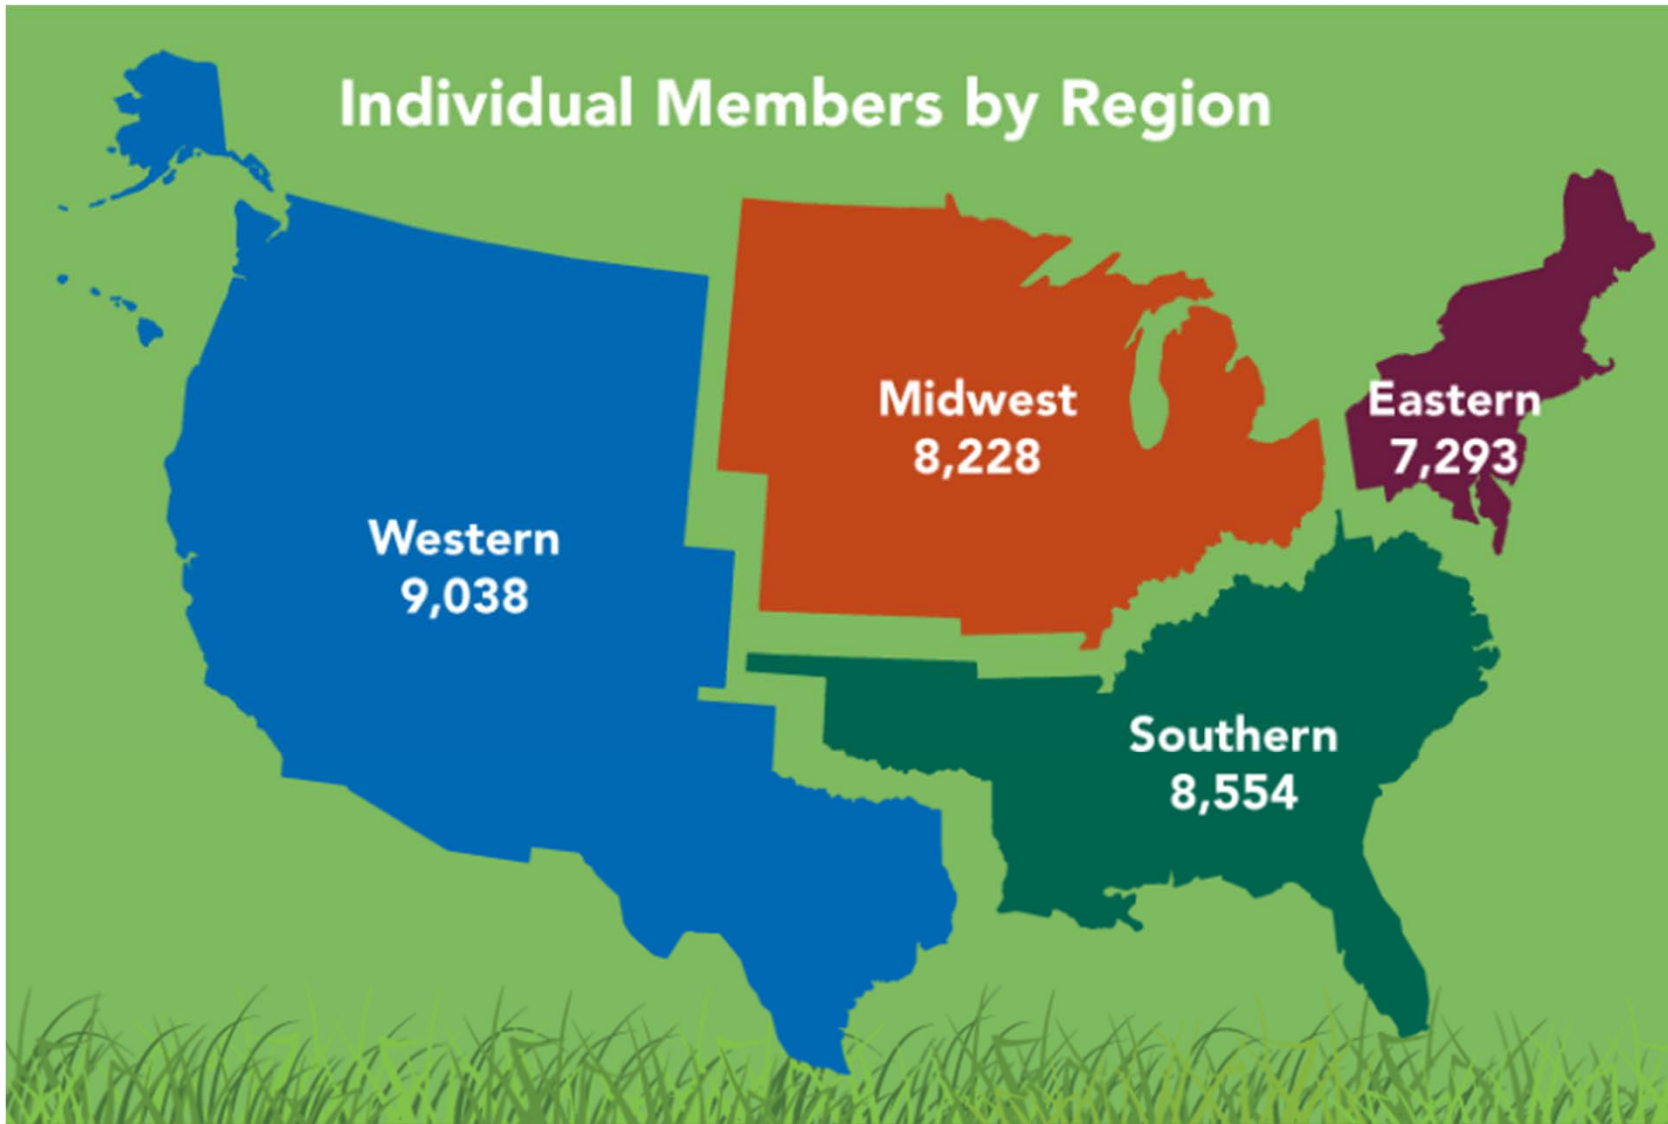 Individual Members by Region
Western
9,038
Midwest
8,228
Eastern
7,293
Southern
8,554